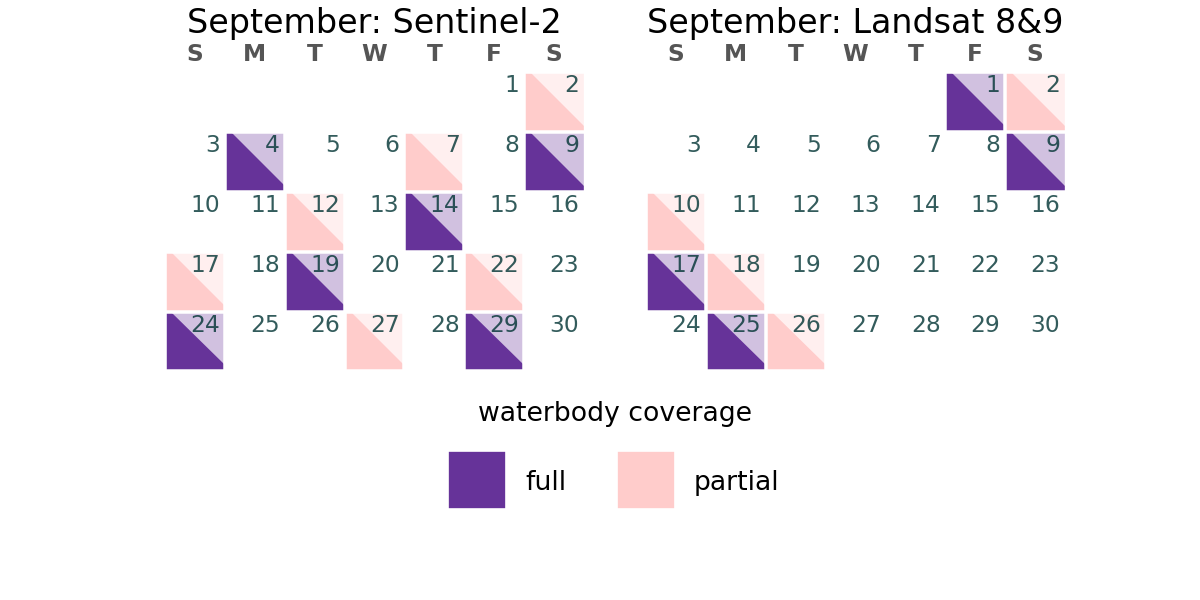 September: Sentinel-2
S M T W T F S
1 2
3 4 5 6 7 8 9
10 11 12 13 14 15 16
17 18 19 20 21 22 23
24 25 26 27 28 29 30
September: Landsat 8&9
S M T W T F S
1 2
3 4 5 6 7 8 9
10 11 12 13 14 15 16
17 18 19 20 21 22 23
24 25 26 27 28 29 30
waterbody coverage
full partial